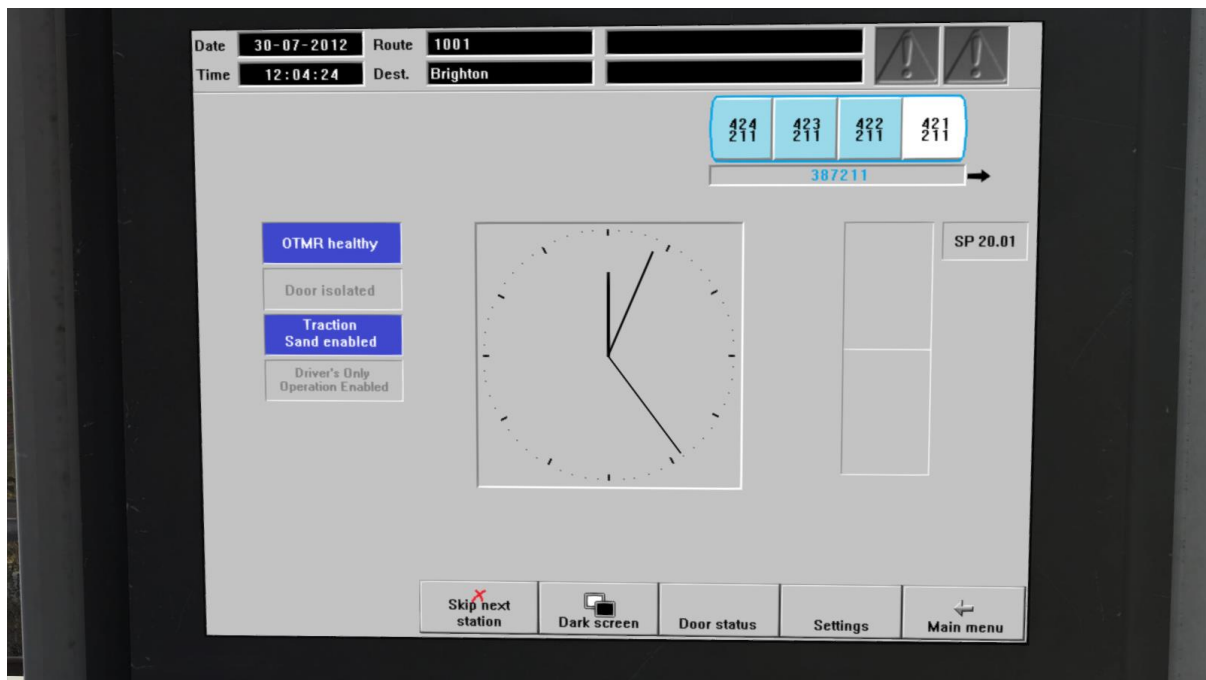 Date 30-07-2012 Route 1001
Time 12:04:24 Dest. Brighton
424 423 422 421
211 211 211 211
387211
OTMR healthy
SP 20.01
Door isolated
Traction
Sand enabled
Driver's Only
Operation Enabled
Skip next
station
Dark screen
Door status
Settings
Main menu